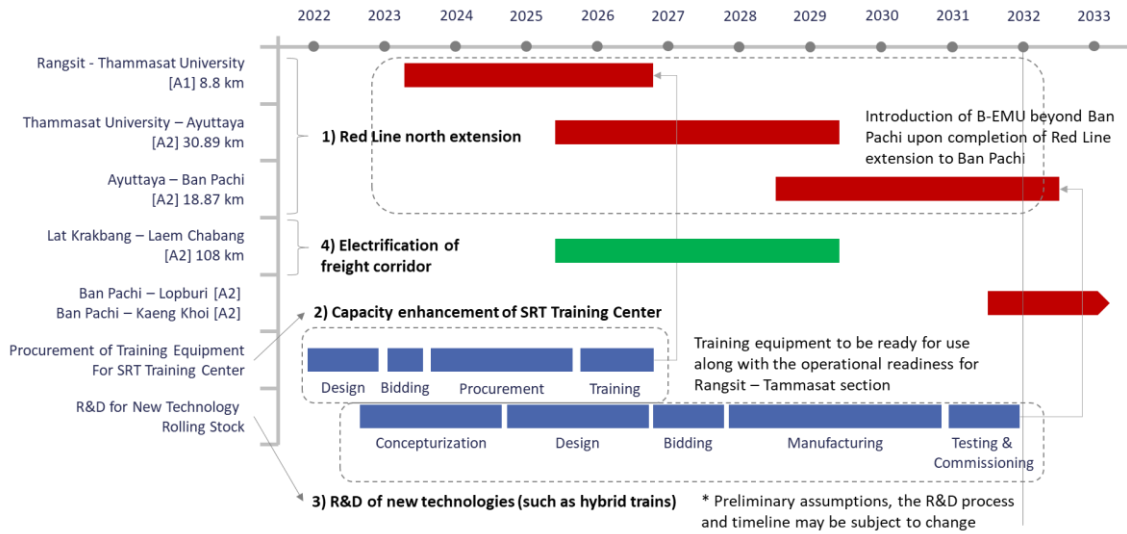 2022 2023 2024 2025 2026 2027 2028 2029 2030 2031 2032 2033
Rangsit - Thammasat University
[A1] 8.8 km
Thammasat University – Ayuttaya
[A2] 30.89 km
1) Red Line north extension
Introduction of B-EMU beyond Ban
Pachi upon completion of Red Line
extension to Ban Pachi
Ayuttaya – Ban Pachi
[A2] 18.87 km
Lat Krakbang – Laem Chabang
[A2] 108 km
4) Electrification of
freight corridor
Ban Pachi – Lopburi [A2]
Ban Pachi – Kaeng Khoi [A2]
2) Capacity enhancement of SRT Training Center
Procurement of Training Equipment
For SRT Training Center
Design Bidding Procurement Training
Training equipment to be ready for use
along with the operational readiness for
Rangsit – Tammasat section
R&D for New Technology
Rolling Stock
Concepturization Design Bidding Manufacturing Testing &
Commissioning
3) R&D of new technologies (such as hybrid trains)
* Preliminary assumptions, the R&D process
and timeline may be subject to change